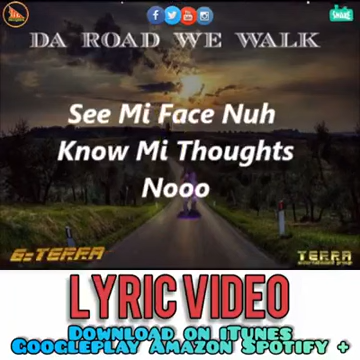 DA ROAD WE WALK
See Mi Face Nuh
Know Mi Thoughts
Nooo
G-TERRA
TERRA
LYRIC VIDEO
Download on iTunes
Googleplay Amazon Spotify +